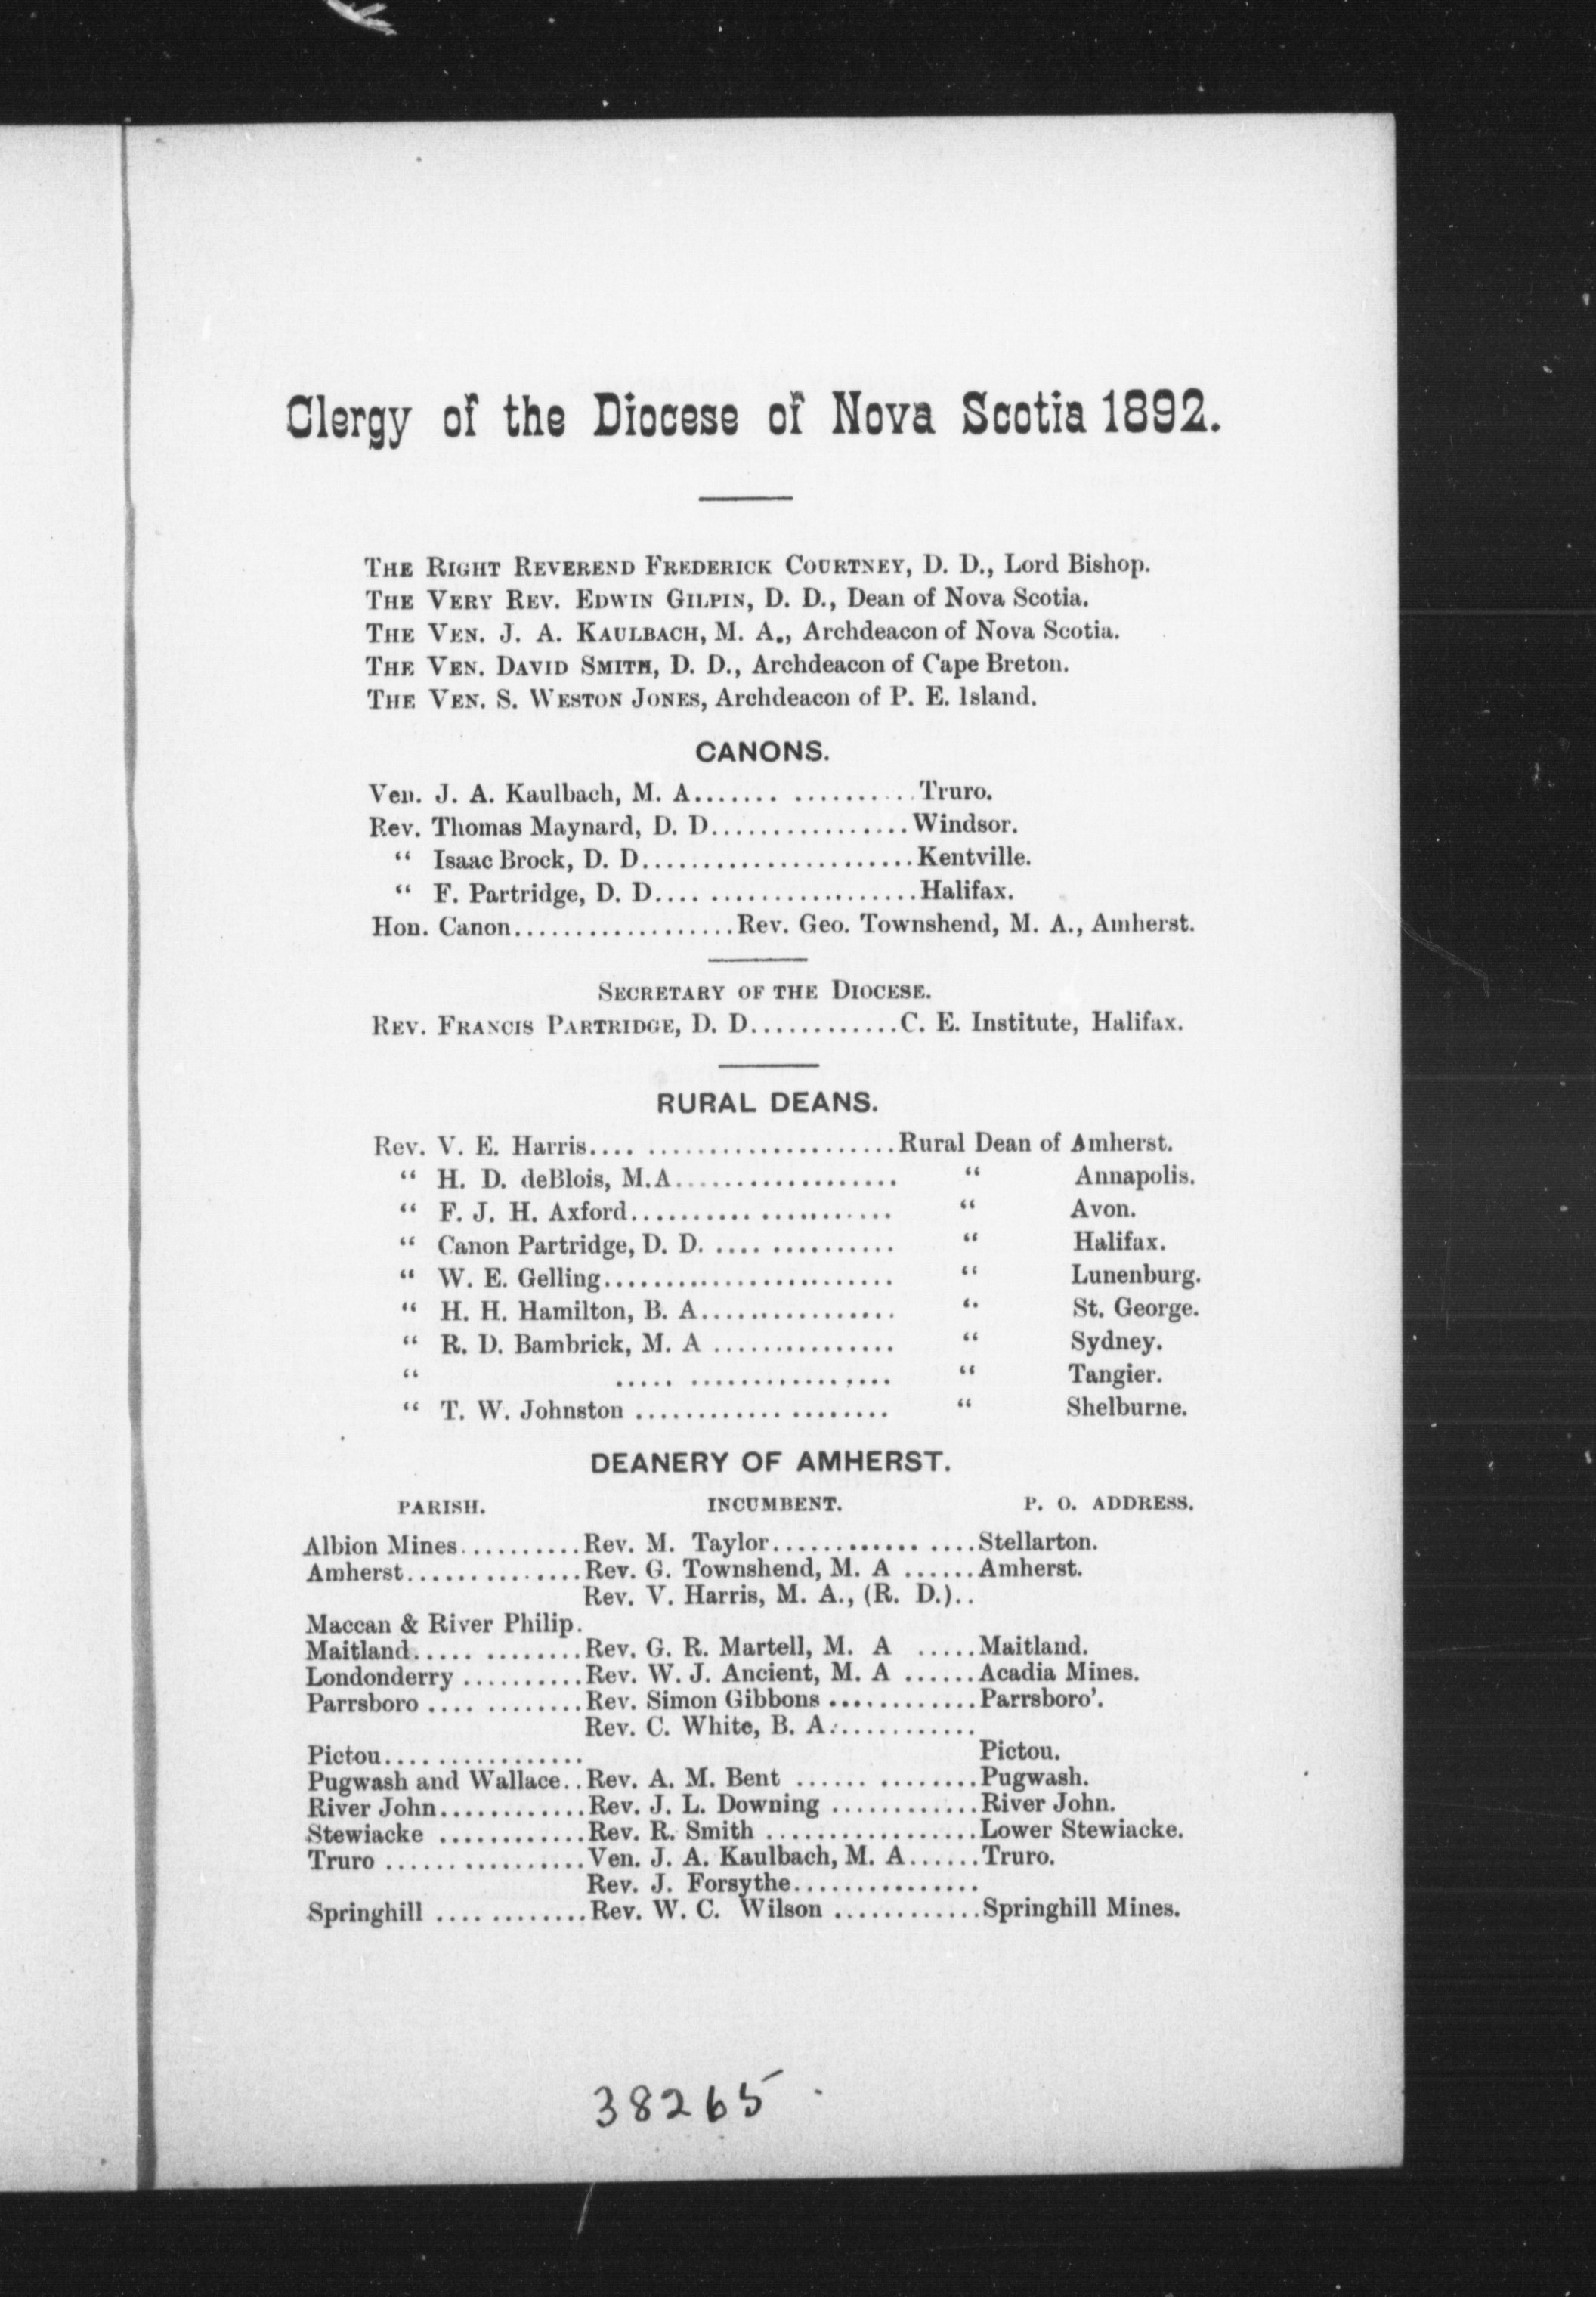 Clergy of the Diocese of Nova Scotia 1892.
THE RIGHT REVEREND FREDERICK COURTNEY, D. D., Lord Bishop.
THE VERY REV. EDWIN GILPIN, D. D., Dean of Nova Scotia.
THE VEN. J. A. KAULBACH, M. A., Archdeacon of Nova Scotia.
THE VEN. DAVID SMITH, D. D., Archdeacon of Cape Breton.
THE VEN. S. WESTON JONES, Archdeacon of P. E. Island.
CANONS.
Ven. J. A. Kaulbach, M. A....... ........... Truro.
Rev. Thomas Maynard, D. D................Windsor.
“ Isaac Brock, D. D.......................Kentville.
“ F. Partridge, D. D.... .................Halifax.
Hon. Canon..................Rev. Geo. Townshend, M. A., Amherst.
SECRETARY OF THE DIOCESE.
REV. FRANCIS PARTRIDGE, D. D............C. E. Institute, Halifax.
RURAL DEANS.
Rev. V. E. Harris.... .....................Rural Dean of Amherst.
“ H. D. deBlois, M.A................... “ Annapolis.
“ F. J. H. Axford.......... ........... “ Avon.
“ Canon Partridge, D. D. .... .......... “ Halifax.
“ W. E. Gelling........................ “ Lunenburg.
“ H. H. Hamilton, B. A................ “ St. George.
“ R. D. Bambrick, M. A ............... “ Sydney.
“ ..... ................. “ Tangier.
“ T. W. Johnston ............ ........ “ Shelburne.
DEANERY OF AMHERST.
PARISH. INCUMBENT. P. O. ADDRESS.
Albion Mines..........Rev. M. Taylor............ ....Stellarton.
Amherst...............Rev. G. Townshend, M. A ......Amherst.
Rev. V. Harris, M. A., (R. D.)..
Maccan & River Philip.
Maitland..... ........Rev. G. R. Martell, M. A .....Maitland.
Londonderry ..........Rev. W. J. Ancient, M. A ......Acadia Mines.
Parrsboro .... ........Rev. Simon Gibbons ............Parrsboro’.
Rev. C. White, B. A............
Pictou................ Pictou.
Pugwash and Wallace..Rev. A. M. Bent ...... ........Pugwash.
River John............Rev. J. L. Downing ............River John.
Stewiacke ............Rev. R. Smith .................Lower Stewiacke.
Truro ................Ven. J. A. Kaulbach, M. A......Truro.
Rev. J. Forsythe...............
Springhill .... ........Rev. W. C. Wilson ............Springhill Mines.
38265